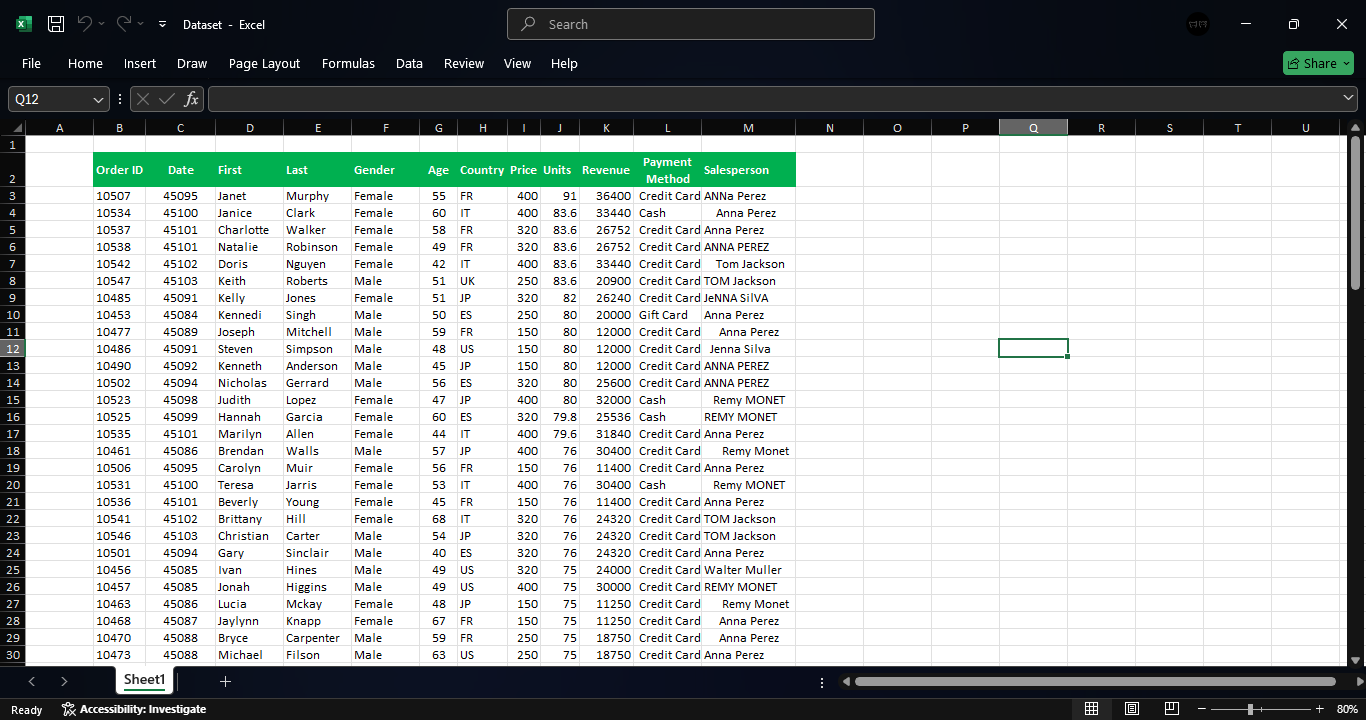 Dataset - Excel
Search
File Home Insert Draw Page Layout Formulas Data Review View Help
Share
Q12 fx
A B C D E F G H I J K L M N O P Q R S T U
1
2 Order ID Date First Last Gender Age Country Price Units Revenue Payment Method Salesperson
3 10507 45095 Janet Murphy Female 55 FR 400 91 36400 Credit Card ANNa Perez
4 10534 45100 Janice Clark Female 60 IT 400 83.6 33440 Cash Anna Perez
5 10537 45101 Charlotte Walker Female 58 FR 320 83.6 26752 Credit Card Anna Perez
6 10538 45101 Natalie Robinson Female 49 FR 320 83.6 26752 Credit Card ANNA PEREZ
7 10542 45102 Doris Nguyen Female 42 IT 400 83.6 33440 Credit Card Tom Jackson
8 10547 45103 Keith Roberts Male 51 UK 250 83.6 20900 Credit Card TOM Jackson
9 10485 45091 Kelly Jones Female 51 JP 320 82 26240 Credit Card JeNNA SilVA
10 10453 45084 Kennedi Singh Male 50 ES 250 80 20000 Gift Card Anna Perez
11 10477 45089 Joseph Mitchell Male 59 FR 150 80 12000 Credit Card Anna Perez
12 10486 45091 Steven Simpson Male 48 US 150 80 12000 Credit Card Jenna Silva
13 10490 45092 Kenneth Anderson Male 45 JP 150 80 12000 Credit Card ANNA PEREZ
14 10502 45094 Nicholas Gerrard Male 56 ES 320 80 25600 Credit Card ANNA PEREZ
15 10523 45098 Judith Lopez Female 47 JP 400 80 32000 Cash Remy MONET
16 10525 45099 Hannah Garcia Female 60 ES 320 79.8 25536 Cash REMY MONET
17 10535 45101 Marilyn Allen Female 44 IT 400 79.6 31840 Credit Card Anna Perez
18 10461 45086 Brendan Walls Male 57 JP 400 76 30400 Credit Card Remy Monet
19 10506 45095 Carolyn Muir Female 56 FR 150 76 11400 Credit Card Anna Perez
20 10531 45100 Teresa Jarris Female 53 IT 400 76 30400 Cash Remy MONET
21 10536 45101 Beverly Young Female 45 FR 150 76 11400 Credit Card Anna Perez
22 10541 45102 Brittany Hill Female 68 IT 320 76 24320 Credit Card TOM Jackson
23 10546 45103 Christian Carter Male 54 JP 320 76 24320 Credit Card TOM Jackson
24 10501 45094 Gary Sinclair Male 40 ES 320 76 24320 Credit Card Anna Perez
25 10456 45085 Ivan Hines Male 49 US 320 75 24000 Credit Card Walter Muller
26 10457 45085 Jonah Higgins Male 49 US 400 75 30000 Credit Card REMY MONET
27 10463 45086 Lucia Mckay Female 48 JP 150 75 11250 Credit Card Remy Monet
28 10468 45087 Jaylynn Knapp Female 67 FR 150 75 11250 Credit Card Anna Perez
29 10470 45088 Bryce Carpenter Male 59 FR 250 75 18750 Credit Card Anna Perez
30 10473 45088 Michael Filson Male 63 US 250 75 18750 Credit Card Anna Perez
Sheet1
Ready Accessibility: Investigate 80%